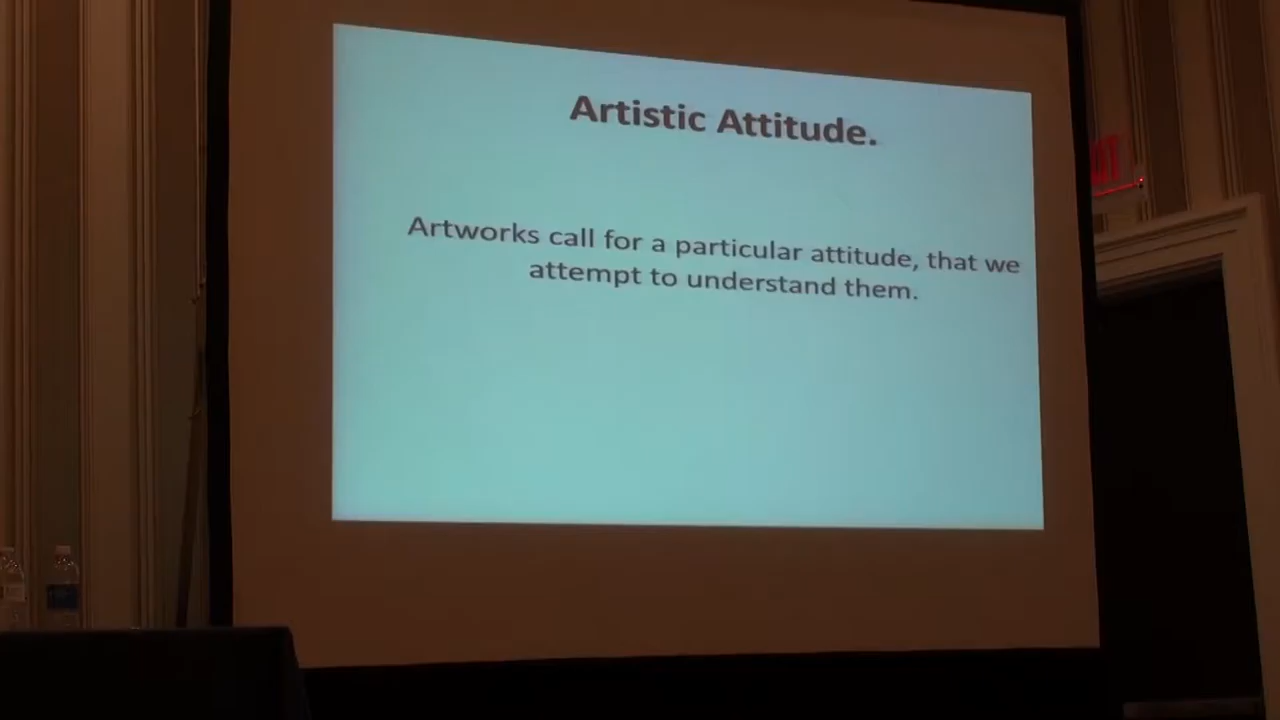 Artistic Attitude.
Artworks call for a particular attitude, that we
attempt to understand them.